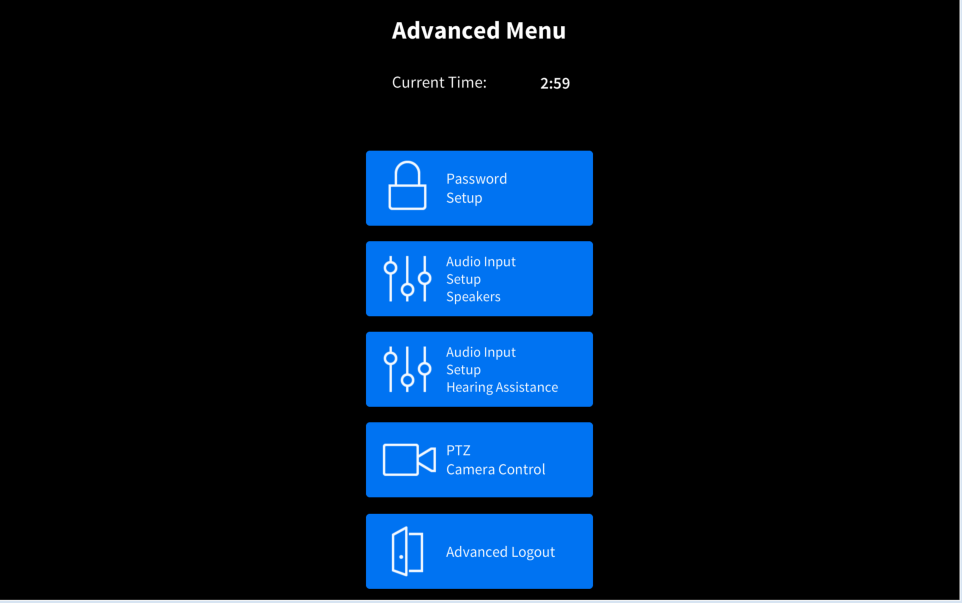 Advanced Menu
Current Time: 2:59
Password
Setup
Audio Input
Setup
Speakers
Audio Input
Setup
Hearing Assistance
PTZ
Camera Control
Advanced Logout